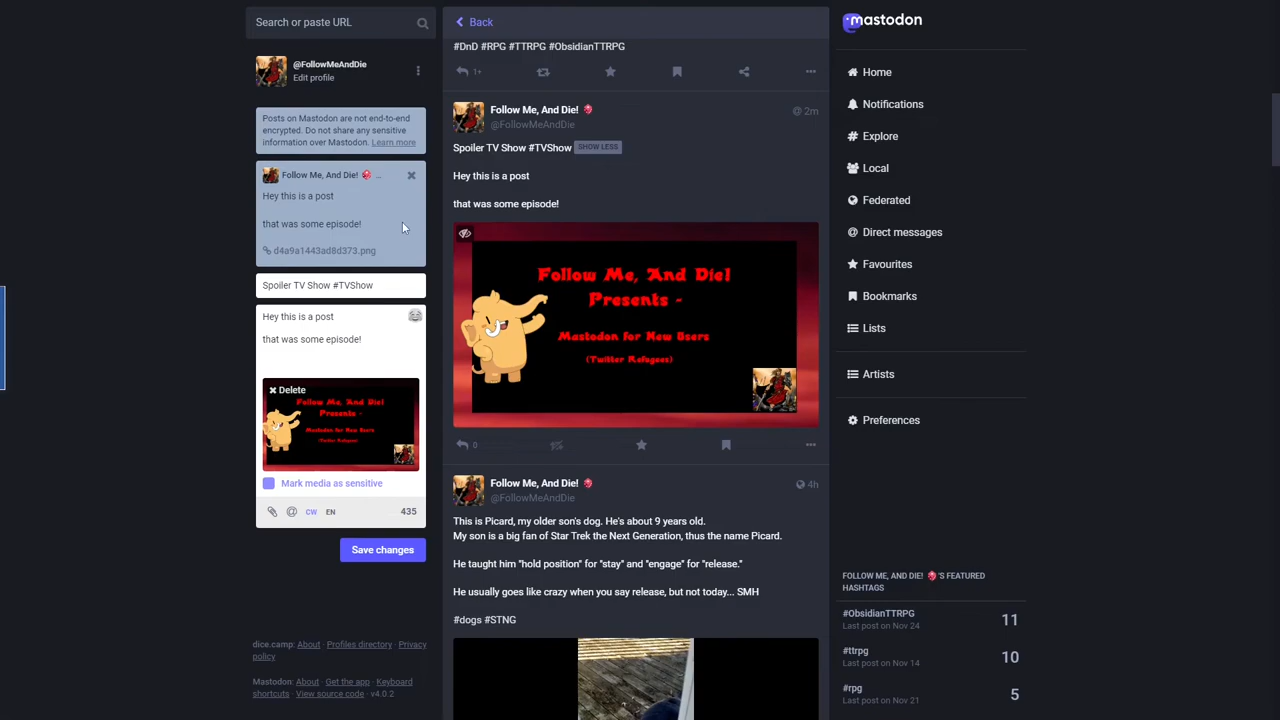 Search or paste URL
@FollowMeAndDie
Edit profile
Posts on Mastodon are not end-to-end
encrypted. Do not share any sensitive
information over Mastodon. Learn more
Follow Me, And Die! ...
Hey this is a post
that was some episode!
d4a9a1443ad8d373.png
Spoiler TV Show #TVShow
Hey this is a post
that was some episode!
Delete
Follow Me, And Die!
Presents -
Mastodon for New Users
(Twitter Refugees)
Mark media as sensitive
CW EN 435
Save changes
dice.camp: About · Profiles directory · Privacy
policy
Mastodon: About · Get the app · Keyboard
shortcuts · View source code · v4.0.2
Back
#DnD #RPG #TTRPG #ObsidianTTRPG
1+
Follow Me, And Die! 2m
@FollowMeAndDie
Spoiler TV Show #TVShow SHOW LESS
Hey this is a post
that was some episode!
Follow Me, And Die!
Presents -
Mastodon for New Users
(Twitter Refugees)
0
Follow Me, And Die! 4h
@FollowMeAndDie
This is Picard, my older son's dog. He's about 9 years old.
My son is a big fan of Star Trek the Next Generation, thus the name Picard.
He taught him "hold position" for "stay" and "engage" for "release."
He usually goes like crazy when you say release, but not today... SMH
#dogs #STNG
mastodon
Home
Notifications
Explore
Local
Federated
Direct messages
Favourites
Bookmarks
Lists
Artists
Preferences
FOLLOW ME, AND DIE! 'S FEATURED
HASHTAGS
#ObsidianTTRPG 11
Last post on Nov 24
#ttrpg 10
Last post on Nov 14
#rpg 5
Last post on Nov 21